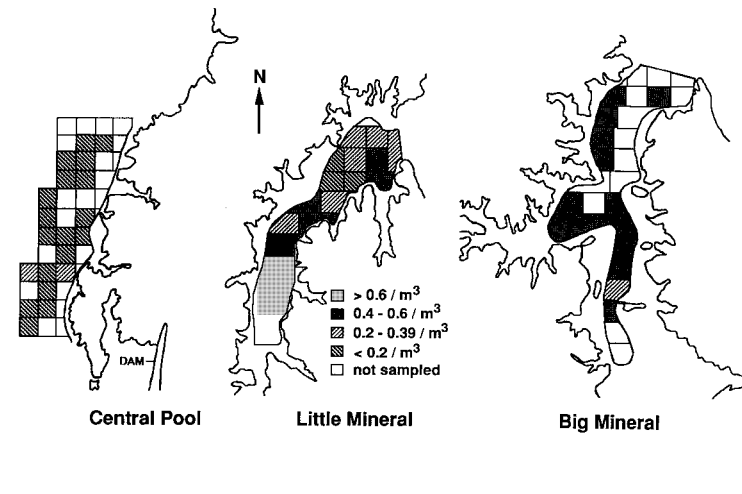 N
> 0.6 / m³
0.4 - 0.6 / m³
0.2 - 0.39 / m³
< 0.2 / m³
not sampled
DAM
Central Pool
Little Mineral
Big Mineral